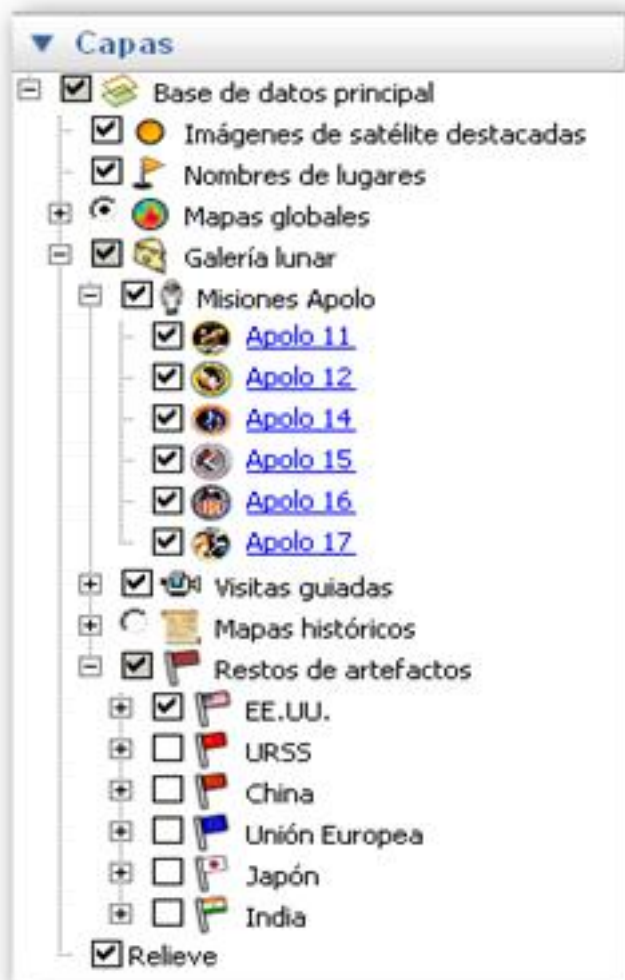 Capas
Base de datos principal
Imágenes de satélite destacadas
Nombres de lugares
Mapas globales
Galería lunar
Misiones Apolo
Apolo 11
Apolo 12
Apolo 14
Apolo 15
Apolo 16
Apolo 17
Visitas guiadas
Mapas históricos
Restos de artefactos
EE.UU.
URSS
China
Unión Europea
Japón
India
Relieve